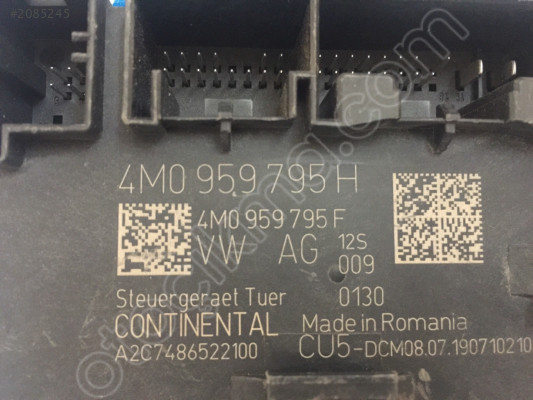 #2085245
4M0 959 795 H
4M0 959 795 F
VW AG 12S
009
Steuergeraet Tuer 0130
CONTINENTAL Made in Romania
A2C7486522100 CU5-DCM08.07.190710210